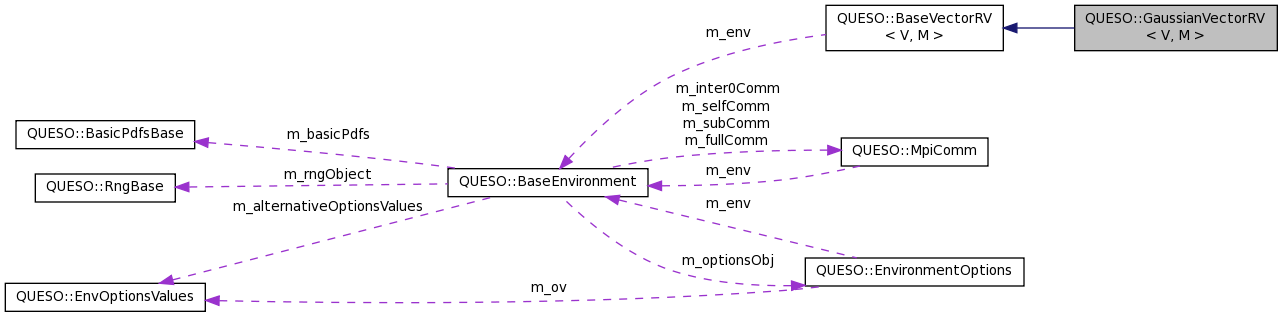 QUESO::BaseVectorRV
< V, M >
QUESO::GaussianVectorRV
< V, M >
m_env
m_inter0Comm
m_selfComm
m_subComm
m_fullComm
QUESO::BasicPdfsBase
m_basicPdfs
QUESO::MpiComm
m_env
QUESO::RngBase
m_rngObject
QUESO::BaseEnvironment
m_env
m_alternativeOptionsValues
m_optionsObj
QUESO::EnvironmentOptions
QUESO::EnvOptionsValues
m_ov